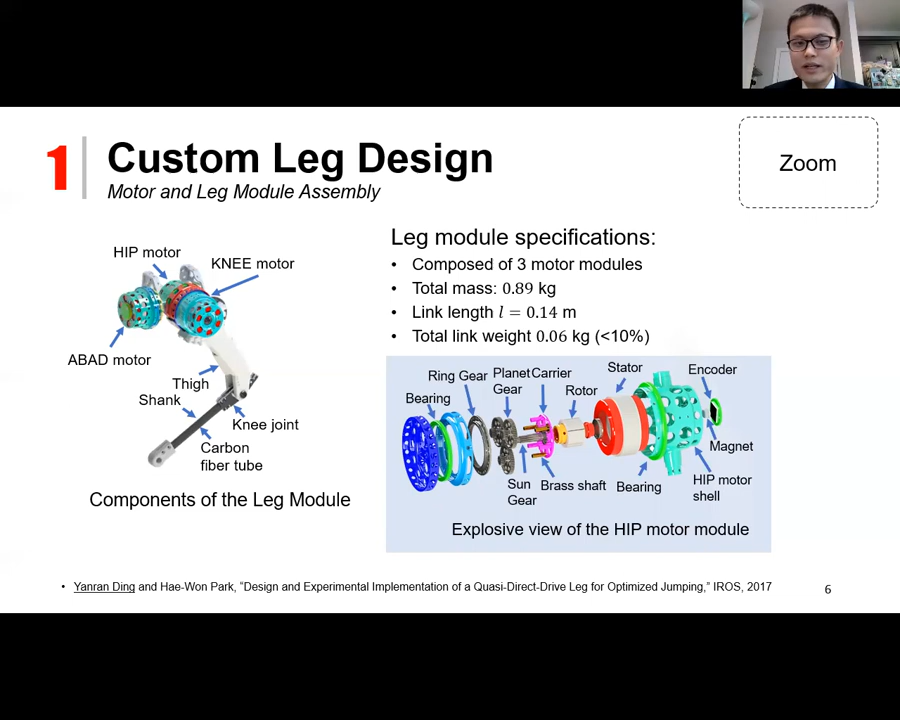 1
Custom Leg Design
Motor and Leg Module Assembly
Zoom
HIP motor
KNEE motor
ABAD motor
Thigh
Shank
Knee joint
Carbon
fiber tube
Components of the Leg Module
Leg module specifications:
• Composed of 3 motor modules
• Total mass: 0.89 kg
• Link length l = 0.14 m
• Total link weight 0.06 kg (<10%)
Bearing
Ring Gear
Planet
Gear
Carrier
Rotor
Stator
Encoder
Magnet
HIP motor
shell
Bearing
Brass shaft
Sun
Gear
Explosive view of the HIP motor module
• Yanran Ding and Hae-Won Park, "Design and Experimental Implementation of a Quasi-Direct-Drive Leg for Optimized Jumping," IROS, 2017
6